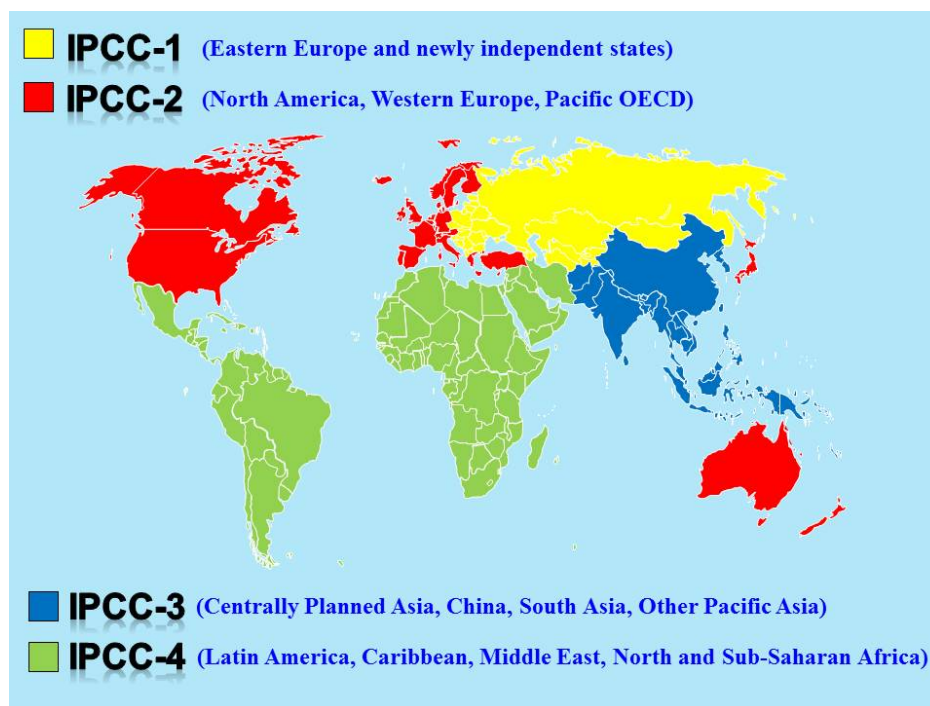 IPCC-1 (Eastern Europe and newly independent states)
IPCC-2 (North America, Western Europe, Pacific OECD)
IPCC-3 (Centrally Planned Asia, China, South Asia, Other Pacific Asia)
IPCC-4 (Latin America, Caribbean, Middle East, North and Sub-Saharan Africa)